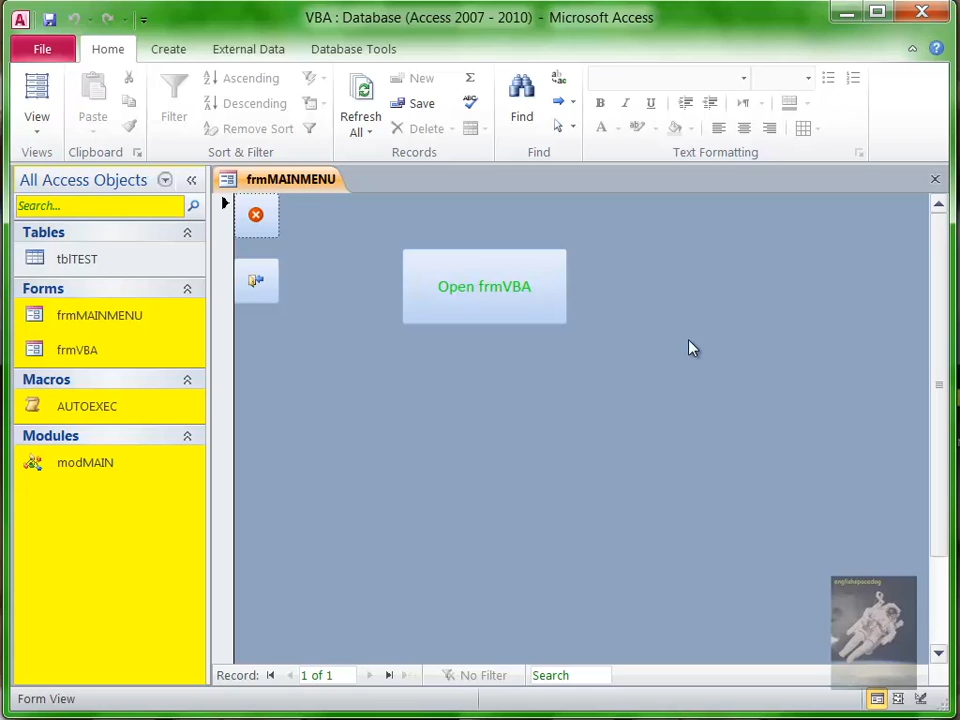 VBA : Database (Access 2007 - 2010) - Microsoft Access
File Home Create External Data Database Tools
View
Views
Paste
Clipboard
Filter
Ascending
Descending
Remove Sort
Sort & Filter
Refresh
All
New
Save
Delete
Records
Find
Find
Text Formatting
All Access Objects
Search...
Tables
tblTEST
Forms
frmMAINMENU
frmVBA
Macros
AUTOEXEC
Modules
modMAIN
frmMAINMENU
Open frmVBA
englishspacedog
Record: 1 of 1 No Filter Search
Form View